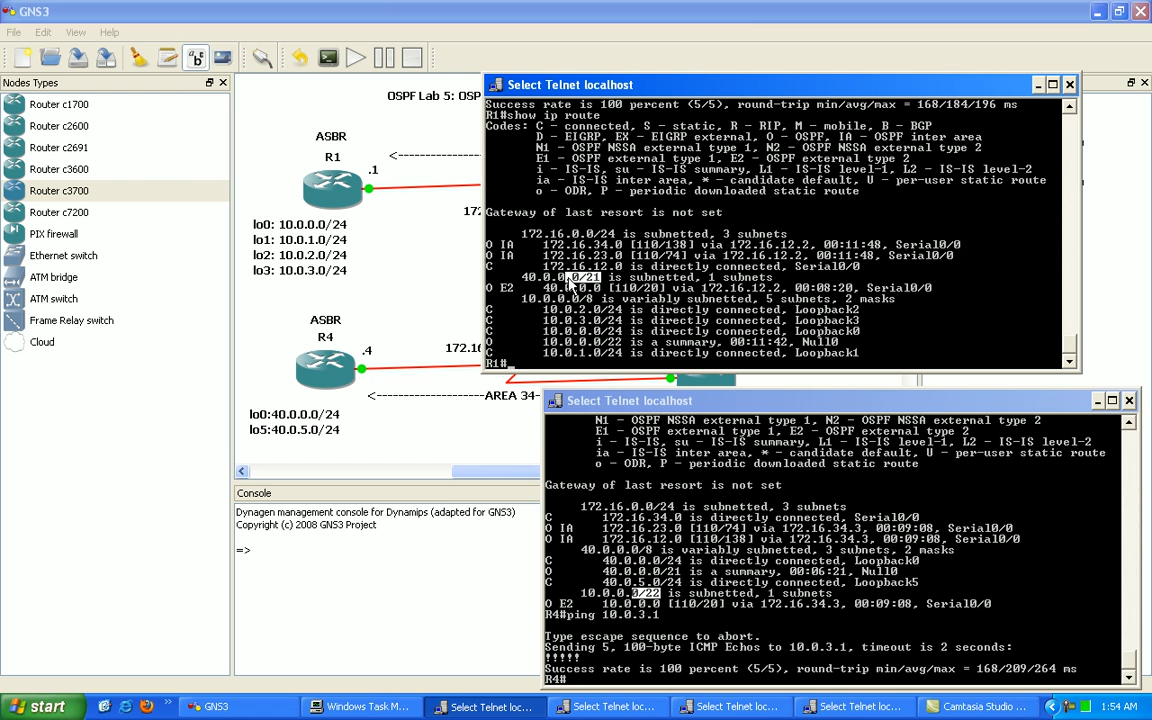 GNS3
File Edit View Help
Nodes Types
Router c1700
Router c2600
Router c2691
Router c3600
Router c3700
Router c7200
PIX firewall
Ethernet switch
ATM bridge
ATM switch
Frame Relay switch
Cloud
OSPF Lab 5: OSP
ASBR
R1
.1
<----------
172
lo0: 10.0.0.0/24
lo1: 10.0.1.0/24
lo2: 10.0.2.0/24
lo3: 10.0.3.0/24
ASBR
R4
.4
172.16
<--------------------AREA 34-
lo0:40.0.0.0/24
lo5:40.0.5.0/24
Console
Dynagen management console for Dynamips (adapted for GNS3)
Copyright (c) 2008 GNS3 Project
=>
Select Telnet localhost
Success rate is 100 percent (5/5), round-trip min/avg/max = 168/184/196 ms
R1#show ip route
Codes: C - connected, S - static, R - RIP, M - mobile, B - BGP
D - EIGRP, EX - EIGRP external, O - OSPF, IA - OSPF inter area
N1 - OSPF NSSA external type 1, N2 - OSPF NSSA external type 2
E1 - OSPF external type 1, E2 - OSPF external type 2
i - IS-IS, su - IS-IS summary, L1 - IS-IS level-1, L2 - IS-IS level-2
ia - IS-IS inter area, * - candidate default, U - per-user static route
o - ODR, P - periodic downloaded static route
Gateway of last resort is not set
172.16.0.0/24 is subnetted, 3 subnets
O IA 172.16.34.0 [110/138] via 172.16.12.2, 00:11:48, Serial0/0
O IA 172.16.23.0 [110/74] via 172.16.12.2, 00:11:48, Serial0/0
C 172.16.12.0 is directly connected, Serial0/0
40.0.0.0/21 is subnetted, 1 subnets
O E2 40.0.0.0 [110/20] via 172.16.12.2, 00:08:20, Serial0/0
10.0.0.0/8 is variably subnetted, 5 subnets, 2 masks
C 10.0.2.0/24 is directly connected, Loopback2
C 10.0.3.0/24 is directly connected, Loopback3
C 10.0.0.0/24 is directly connected, Loopback0
O 10.0.0.0/22 is a summary, 00:11:42, Null0
C 10.0.1.0/24 is directly connected, Loopback1
R1#_
Select Telnet localhost
N1 - OSPF NSSA external type 1, N2 - OSPF NSSA external type 2
E1 - OSPF external type 1, E2 - OSPF external type 2
i - IS-IS, su - IS-IS summary, L1 - IS-IS level-1, L2 - IS-IS level-2
ia - IS-IS inter area, * - candidate default, U - per-user static route
o - ODR, P - periodic downloaded static route
Gateway of last resort is not set
172.16.0.0/24 is subnetted, 3 subnets
C 172.16.34.0 is directly connected, Serial0/0
O IA 172.16.23.0 [110/74] via 172.16.34.3, 00:09:08, Serial0/0
O IA 172.16.12.0 [110/138] via 172.16.34.3, 00:09:08, Serial0/0
40.0.0.0/8 is variably subnetted, 3 subnets, 2 masks
C 40.0.0.0/24 is directly connected, Loopback0
O 40.0.0.0/21 is a summary, 00:06:21, Null0
C 40.0.5.0/24 is directly connected, Loopback5
10.0.0.0/22 is subnetted, 1 subnets
O E2 10.0.0.0 [110/20] via 172.16.34.3, 00:09:08, Serial0/0
R4#ping 10.0.3.1
Type escape sequence to abort.
Sending 5, 100-byte ICMP Echos to 10.0.3.1, timeout is 2 seconds:
!!!!!
Success rate is 100 percent (5/5), round-trip min/avg/max = 168/209/264 ms
R4#
start GNS3 Windows Task M... Select Telnet loc... Select Telnet loc... Select Telnet loc... Select Telnet loc... Camtasia Studio ... 1:54 AM